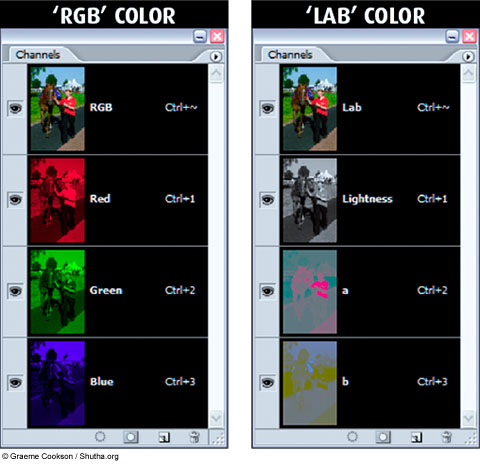 ‘RGB’ COLOR
Channels
RGB Ctrl+~
Red Ctrl+1
Green Ctrl+2
Blue Ctrl+3
‘LAB’ COLOR
Channels
Lab Ctrl+~
Lightness Ctrl+1
a Ctrl+2
b Ctrl+3
© Graeme Cookson / Shutha.org